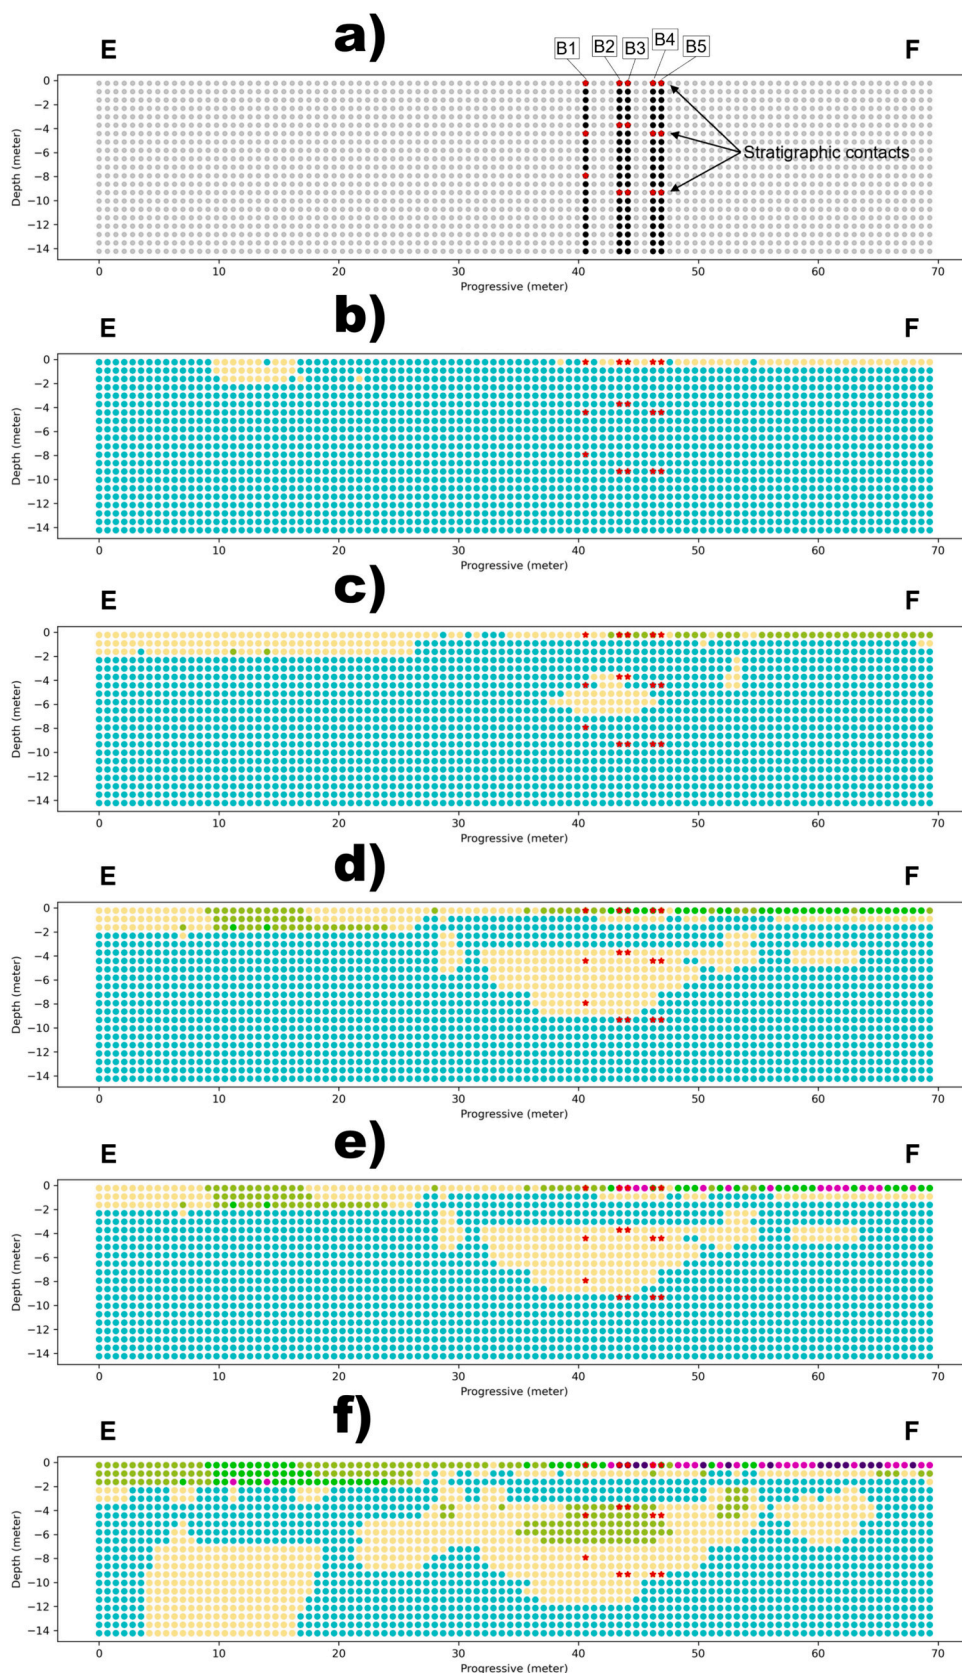 a)
E
F
B1
B2
B3
B4
B5
Stratigraphic contacts
Depth (meter)
0
−2
−4
−6
−8
−10
−12
−14
0 10 20 30 40 50 60 70
Progressive (meter)
b)
E
F
Depth (meter)
0
−2
−4
−6
−8
−10
−12
−14
0 10 20 30 40 50 60 70
Progressive (meter)
c)
E
F
Depth (meter)
0
−2
−4
−6
−8
−10
−12
−14
0 10 20 30 40 50 60 70
Progressive (meter)
d)
E
F
Depth (meter)
0
−2
−4
−6
−8
−10
−12
−14
0 10 20 30 40 50 60 70
Progressive (meter)
e)
E
F
Depth (meter)
0
−2
−4
−6
−8
−10
−12
−14
0 10 20 30 40 50 60 70
Progressive (meter)
f)
E
F
Depth (meter)
0
−2
−4
−6
−8
−10
−12
−14
0 10 20 30 40 50 60 70
Progressive (meter)